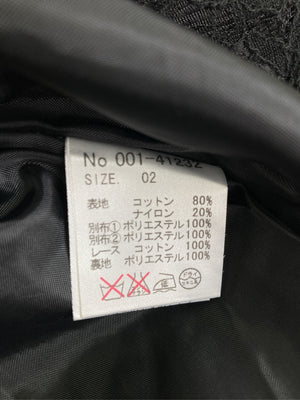 No 001-41232
SIZE. 02
表地 コットン 80%
ナイロン 20%
別布① ポリエステル100%
別布② ポリエステル100%
レース コットン 100%
裏地 ポリエステル100%
ドライ